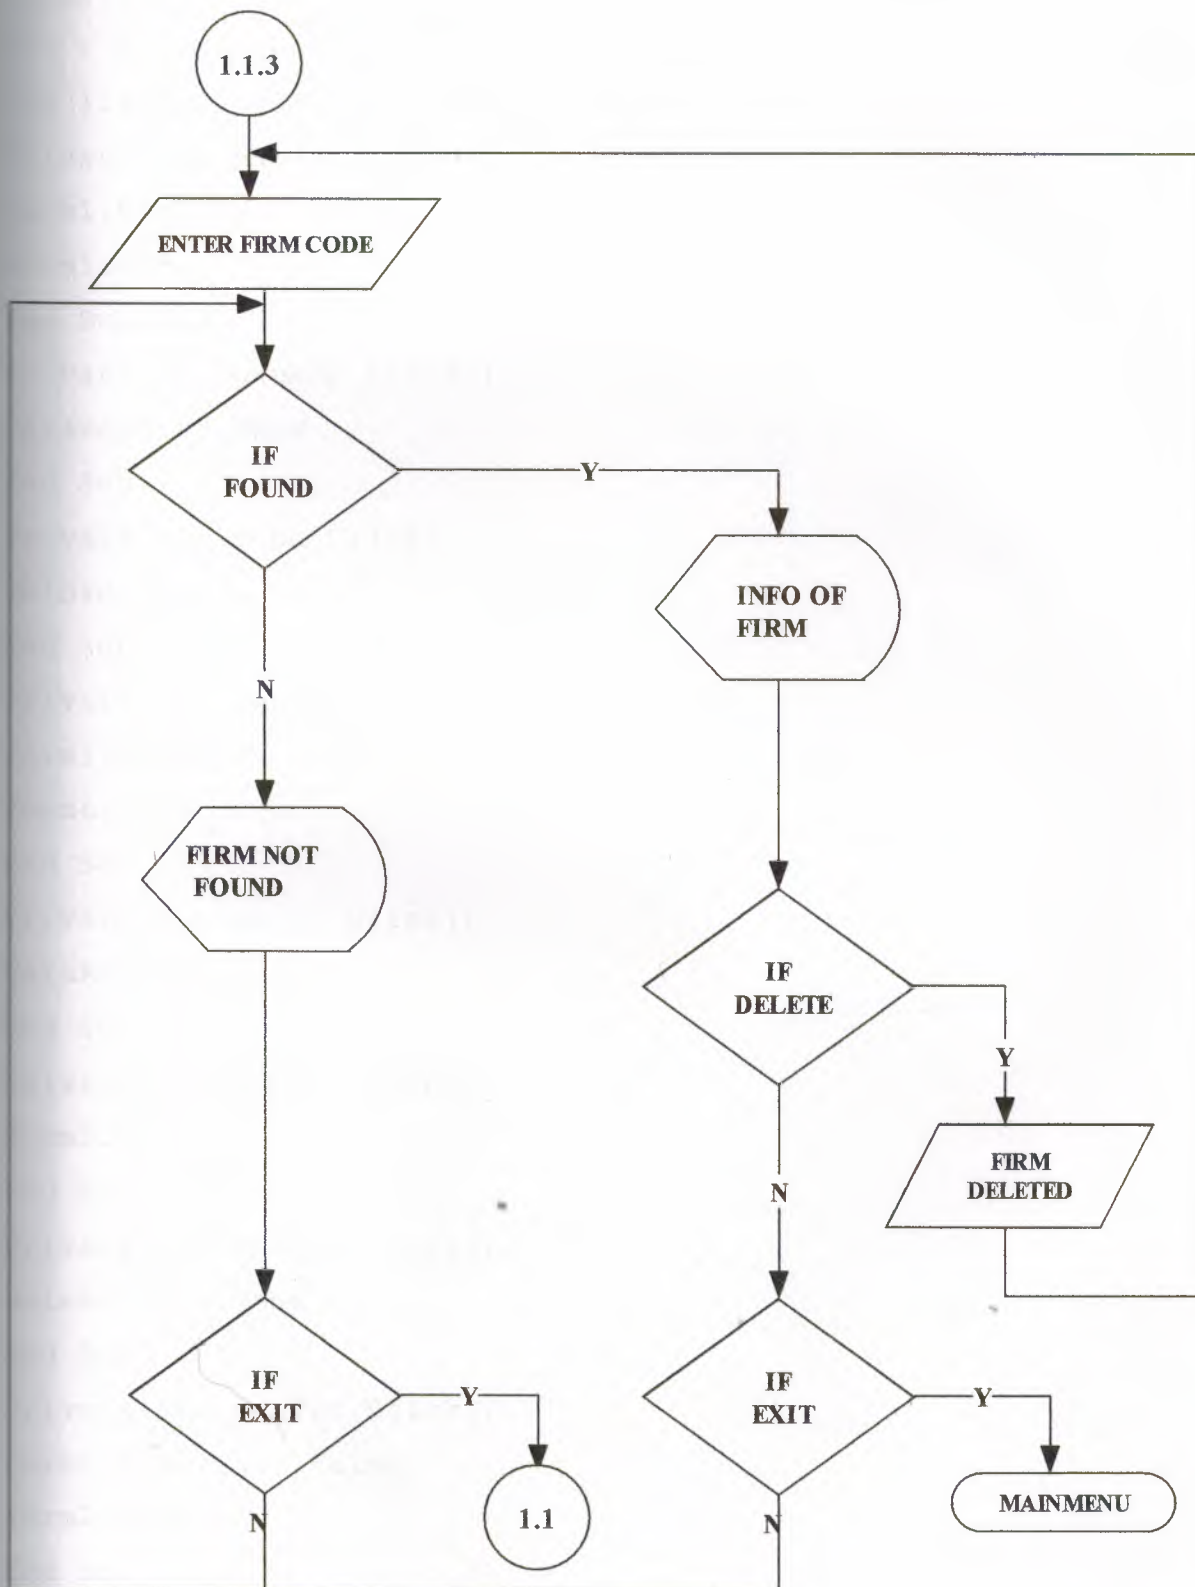 1.1.3
ENTER FIRM CODE
IF
FOUND
Y
INFO OF
FIRM
N
FIRM NOT
FOUND
IF
DELETE
Y
FIRM
DELETED
N
IF
EXIT
Y
IF
EXIT
Y
1.1
MAINMENU
N
N